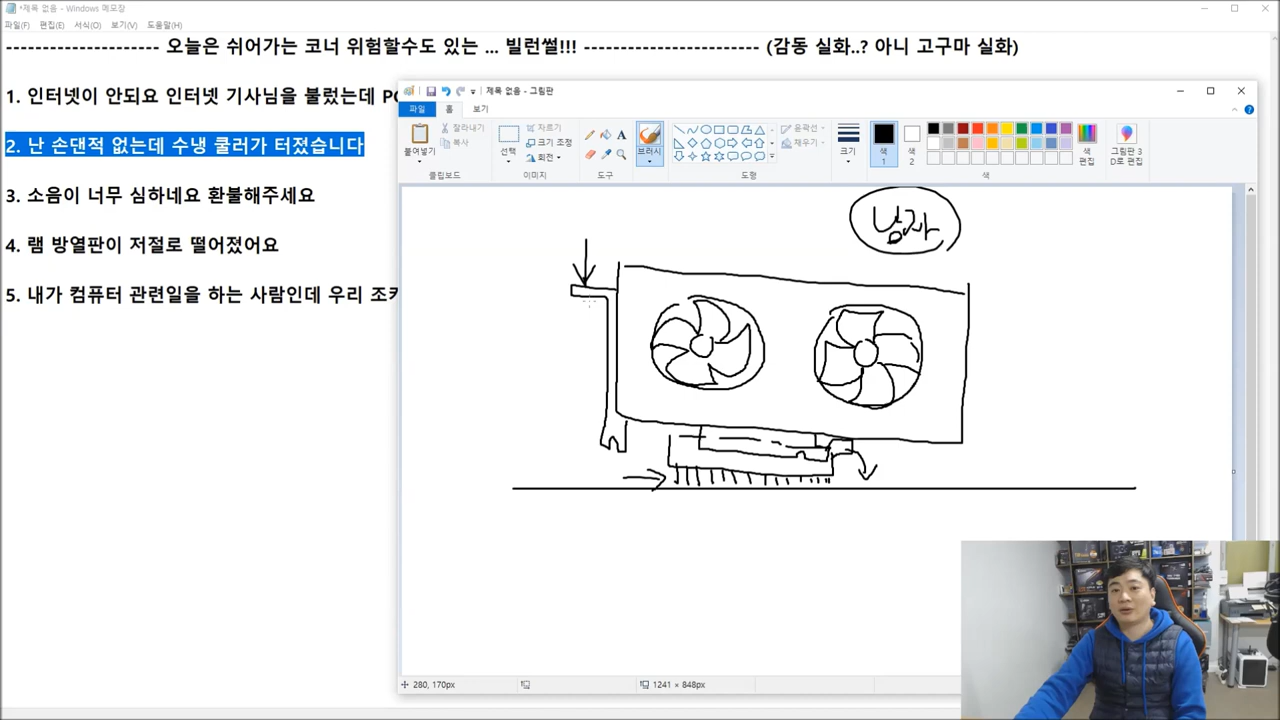 *제목 없음 - Windows 메모장
파일(F) 편집(E) 서식(O) 보기(V) 도움말(H)
--------------------- 오늘은 쉬어가는 코너 위험할수도 있는 ... 빌런썰!!! ------------------------ (감동 실화..? 아니 고구마 실화)
1. 인터넷이 안되요 인터넷 기사님을 불렀는데 PC
2. 난 손댄적 없는데 수냉 쿨러가 터졌습니다
3. 소음이 너무 심하네요 환불해주세요
4. 램 방열판이 저절로 떨어졌어요
5. 내가 컴퓨터 관련일을 하는 사람인데 우리 조카
제목 없음 - 그림판
파일 홈 보기
붙여넣기
잘라내기
복사
클립보드
선택
자르기
크기 조정
회전
이미지
도구
브러시
윤곽선
채우기
도형
크기
색 1
색 2
색 편집
색
그림판 3D로 편집
남자
280, 170px
1241 × 848px